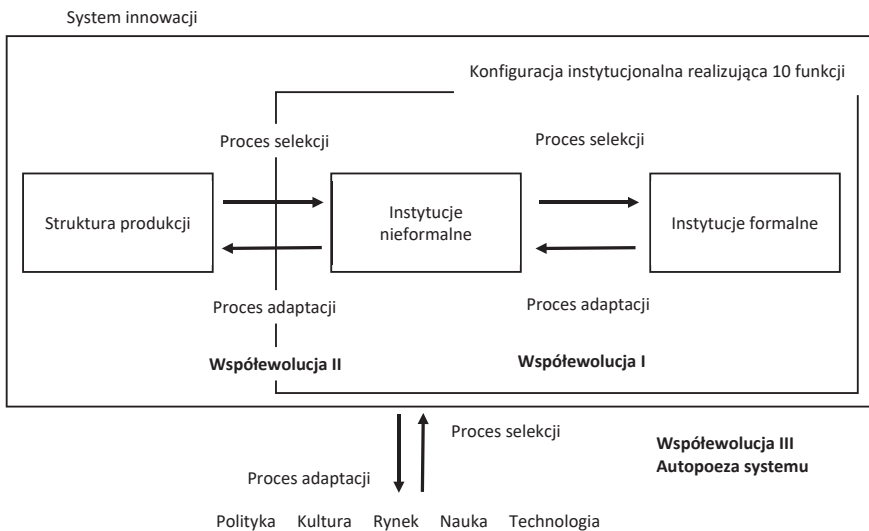 System innowacji
Konfiguracja instytucjonalna realizująca 10 funkcji
Proces selekcji
Proces selekcji
Struktura produkcji
Instytucje
nieformalne
Instytucje formalne
Proces adaptacji
Proces adaptacji
Współewolucja II
Współewolucja I
Proces selekcji
Współewolucja III
Autopoeza systemu
Proces adaptacji
Polityka Kultura Rynek Nauka Technologia